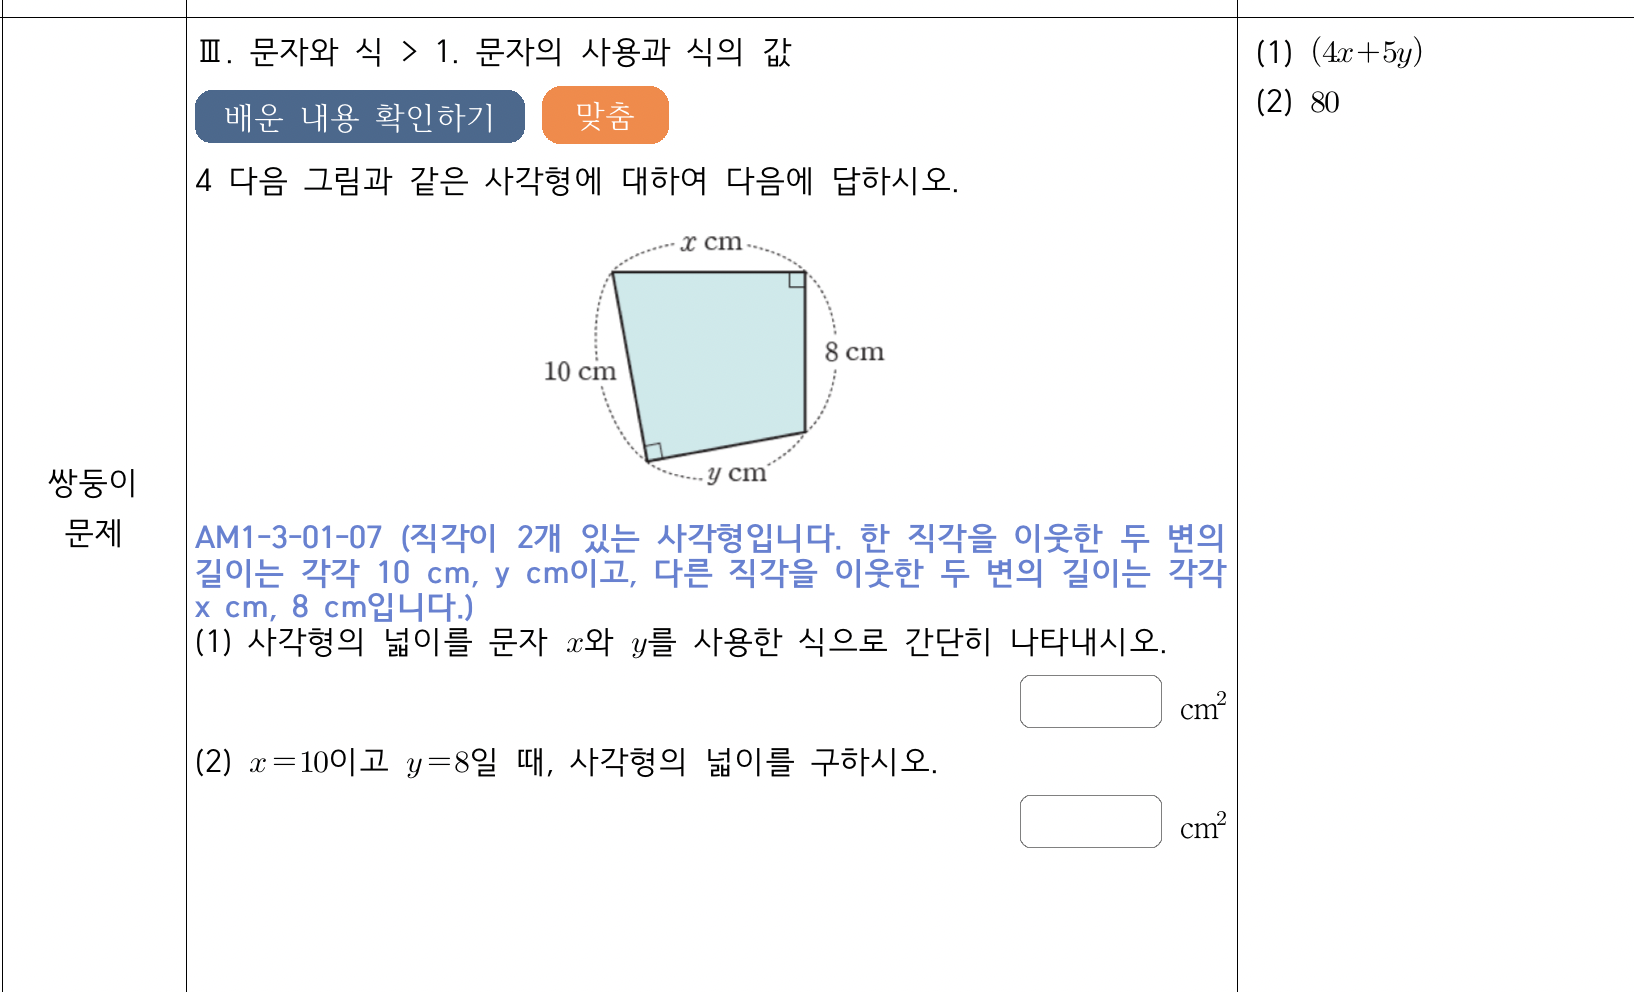 쌍둥이
문제
Ⅲ. 문자와 식 > 1. 문자의 사용과 식의 값
배운 내용 확인하기 맞춤
4 다음 그림과 같은 사각형에 대하여 다음에 답하시오.
x cm
8 cm
10 cm
y cm
AM1-3-01-07 (직각이 2개 있는 사각형입니다. 한 직각을 이웃한 두 변의
길이는 각각 10 cm, y cm이고, 다른 직각을 이웃한 두 변의 길이는 각각
x cm, 8 cm입니다.)
(1) 사각형의 넓이를 문자 x와 y를 사용한 식으로 간단히 나타내시오.
cm²
(2) x=10이고 y=8일 때, 사각형의 넓이를 구하시오.
cm²
(1) (4x+5y)
(2) 80